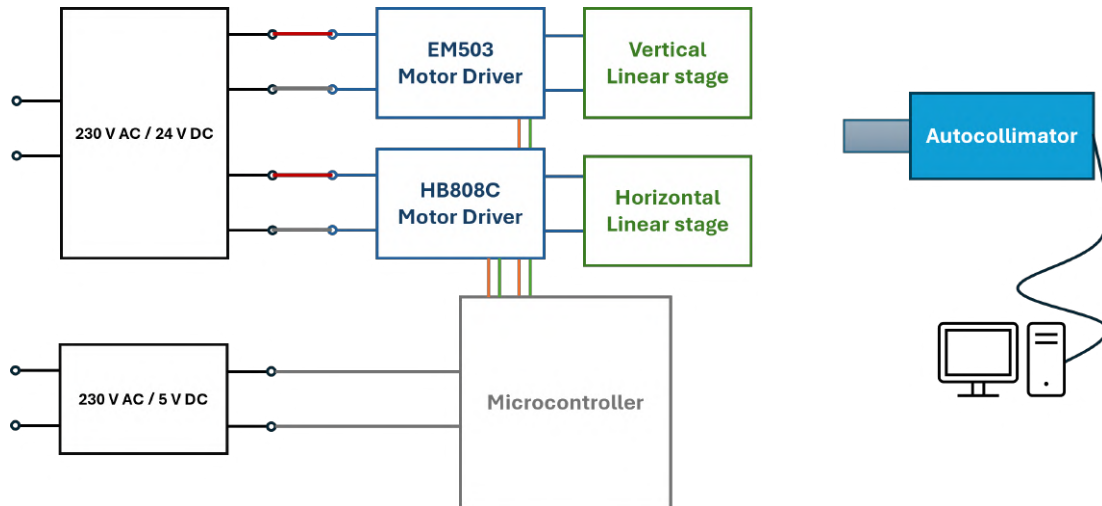 230 V AC / 24 V DC
EM503
Motor Driver
Vertical
Linear stage
HB808C
Motor Driver
Horizontal
Linear stage
Autocollimator
230 V AC / 5 V DC
Microcontroller